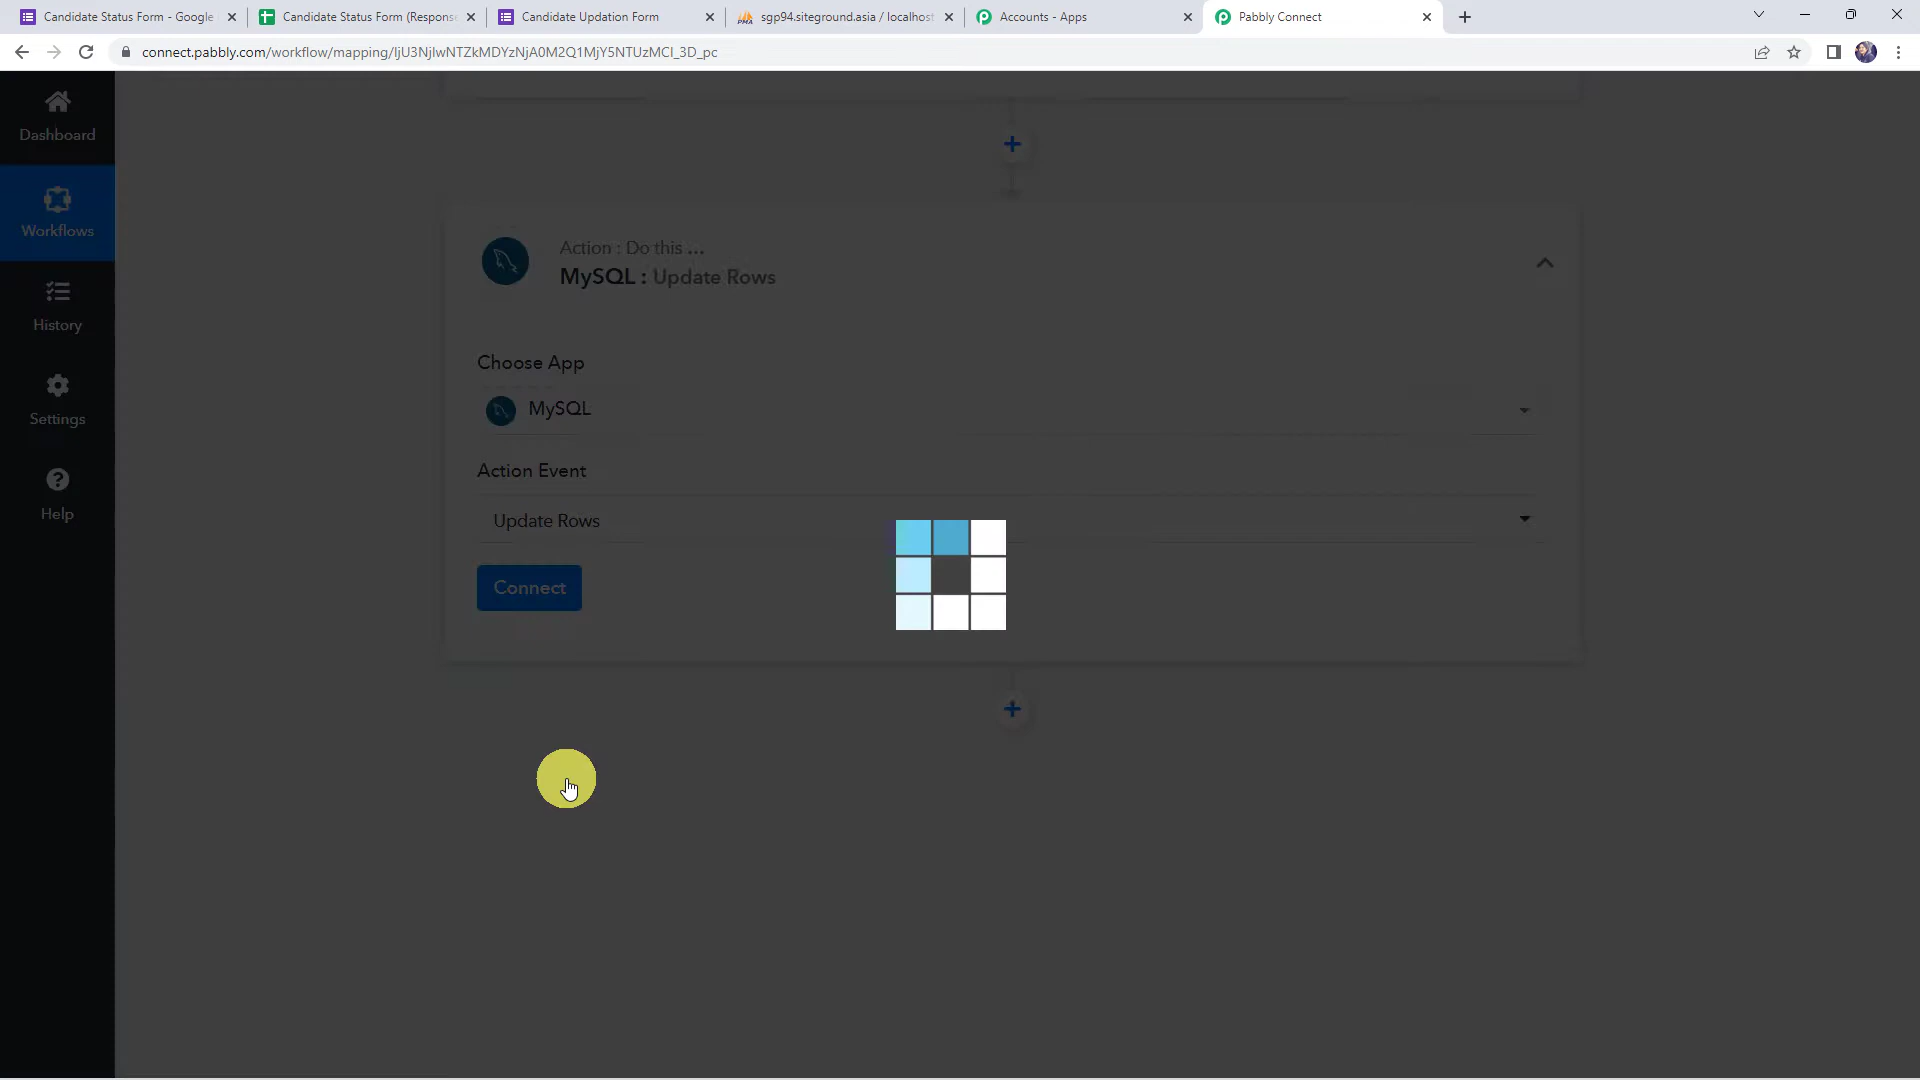 Candidate Status Form - Google
Candidate Status Form (Respons
Candidate Updation Form
sgp94.siteground.asia / localhost
Accounts - Apps
Pabbly Connect
connect.pabbly.com/workflow/mapping/IjU3NjIwNTZkMDYzNjA0M2Q1MjY5NTUzMCI_3D_pc
Dashboard
Workflows
History
Settings
Help
Action : Do this ...
MySQL : Update Rows
Choose App
MySQL
Action Event
Update Rows
Connect